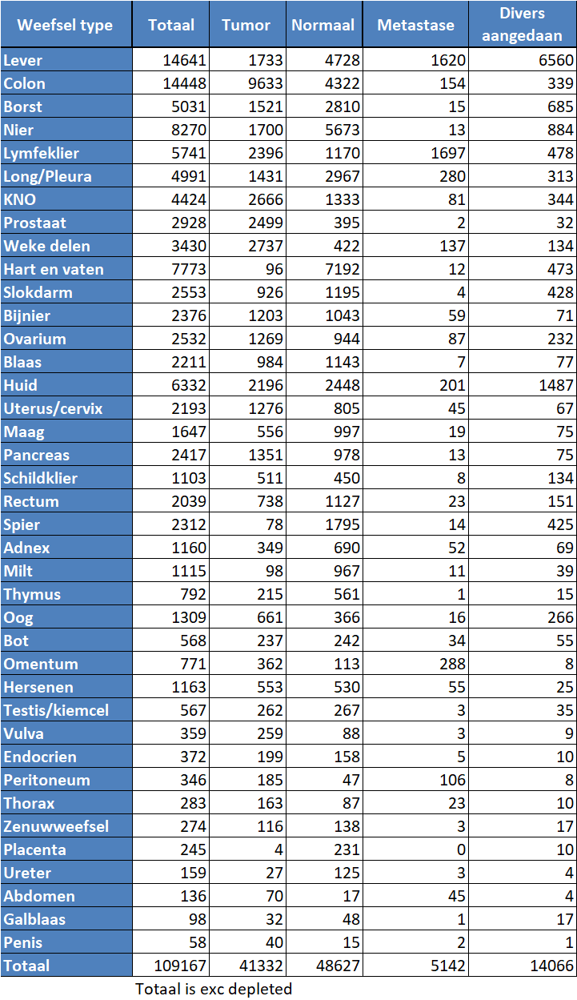 Weefsel type Totaal Tumor Normaal Metastase Divers aangedaan
Lever 14641 1733 4728 1620 6560
Colon 14448 9633 4322 154 339
Borst 5031 1521 2810 15 685
Nier 8270 1700 5673 13 884
Lymfeklier 5741 2396 1170 1697 478
Long/Pleura 4991 1431 2967 280 313
KNO 4424 2666 1333 81 344
Prostaat 2928 2499 395 2 32
Weke delen 3430 2737 422 137 134
Hart en vaten 7773 96 7192 12 473
Slokdarm 2553 926 1195 4 428
Bijnier 2376 1203 1043 59 71
Ovarium 2532 1269 944 87 232
Blaas 2211 984 1143 7 77
Huid 6332 2196 2448 201 1487
Uterus/cervix 2193 1276 805 45 67
Maag 1647 556 997 19 75
Pancreas 2417 1351 978 13 75
Schildklier 1103 511 450 8 134
Rectum 2039 738 1127 23 151
Spier 2312 78 1795 14 425
Adnex 1160 349 690 52 69
Milt 1115 98 967 11 39
Thymus 792 215 561 1 15
Oog 1309 661 366 16 266
Bot 568 237 242 34 55
Omentum 771 362 113 288 8
Hersenen 1163 553 530 55 25
Testis/kiemcel 567 262 267 3 35
Vulva 359 259 88 3 9
Endocrien 372 199 158 5 10
Peritoneum 346 185 47 106 8
Thorax 283 163 87 23 10
Zenuwweefsel 274 116 138 3 17
Placenta 245 4 231 0 10
Ureter 159 27 125 3 4
Abdomen 136 70 17 45 4
Galblaas 98 32 48 1 17
Penis 58 40 15 2 1
Totaal 109167 41332 48627 5142 14066
Totaal is exc depleted